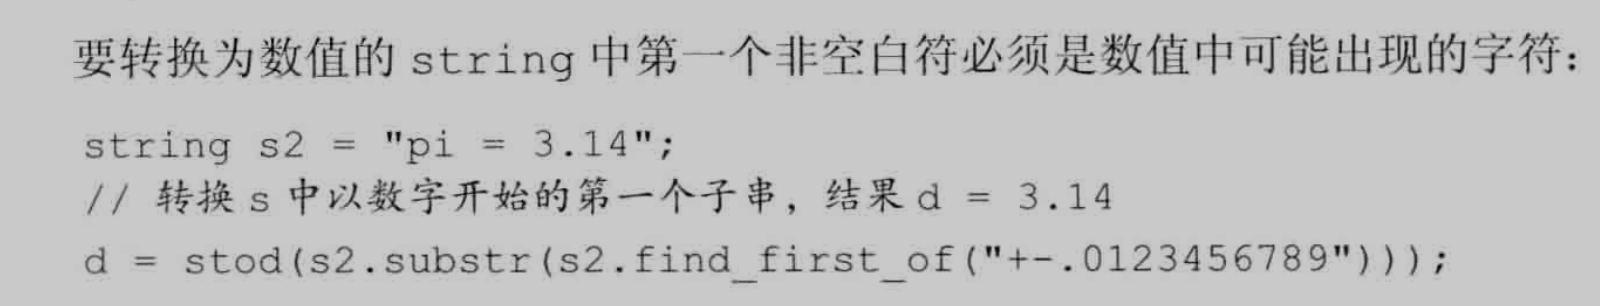 要转换为数值的 string 中第一个非空白符必须是数值中可能出现的字符：
string s2 = "pi = 3.14";
// 转换 s 中以数字开始的第一个子串，结果 d = 3.14
d = stod(s2.substr(s2.find_first_of("+-.0123456789")));